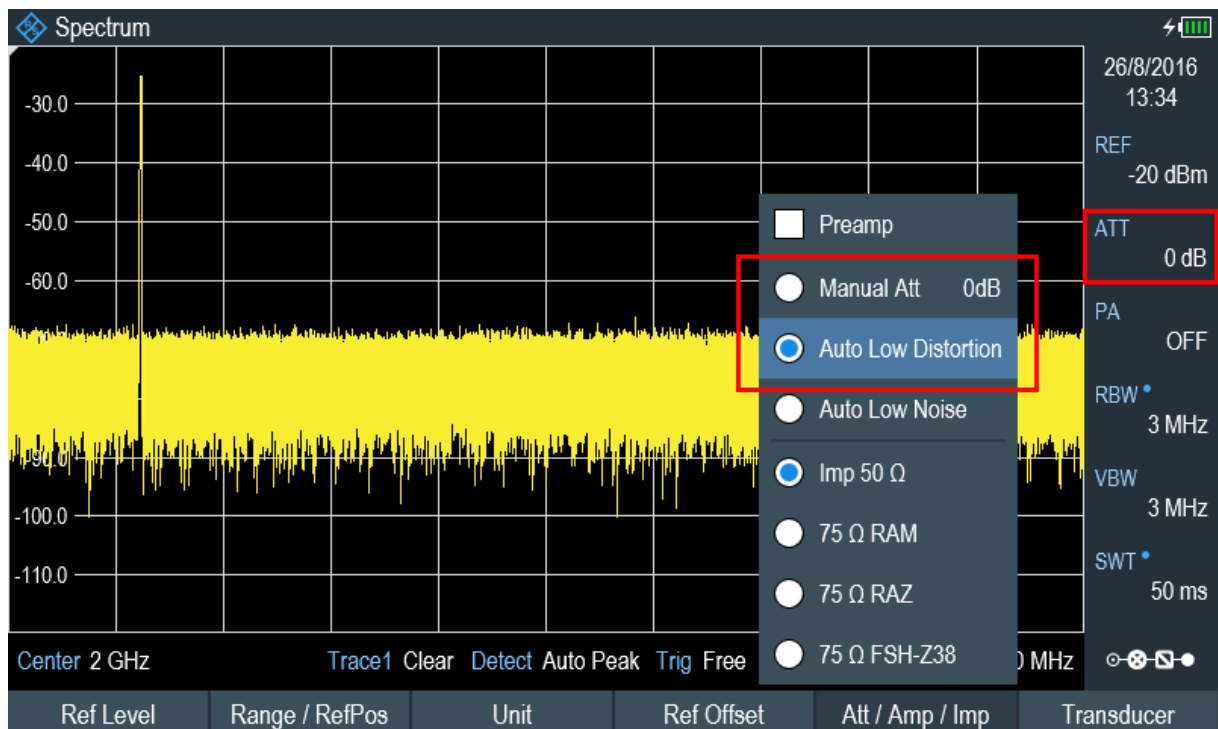 Spectrum
26/8/2016
13:34
-30.0
-40.0
-50.0
-60.0
-90.0
-100.0
-110.0
REF
-20 dBm
ATT
0 dB
PA
OFF
RBW
3 MHz
VBW
3 MHz
SWT
50 ms
Preamp
Manual Att 0dB
Auto Low Distortion
Auto Low Noise
Imp 50 Ω
75 Ω RAM
75 Ω RAZ
75 Ω FSH-Z38
Center 2 GHz Trace1 Clear Detect Auto Peak Trig Free MHz
Ref Level Range / RefPos Unit Ref Offset Att / Amp / Imp Transducer